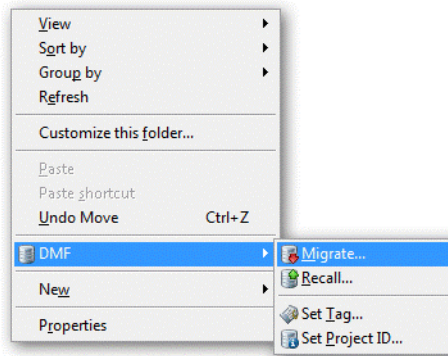 View
Sort by
Group by
Refresh
Customize this folder...
Paste
Paste shortcut
Undo Move Ctrl+Z
DMF
New
Properties
Migrate...
Recall...
Set Tag...
Set Project ID...